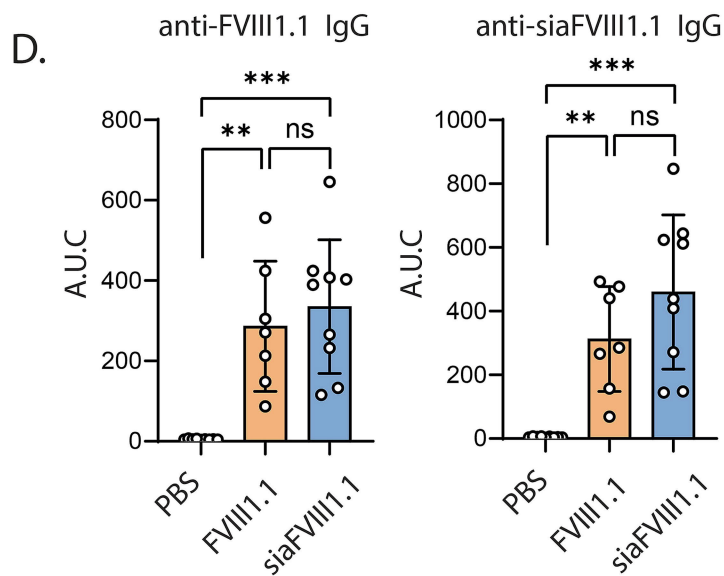 D.
anti-FVIII1.1 IgG
***
**
ns
800
600
400
200
0
A.U.C
PBS
FVIII1.1
siaFVIII1.1
anti-siaFVIII1.1 IgG
***
**
ns
1000
800
600
400
200
0
A.U.C
PBS
FVIII1.1
siaFVIII1.1